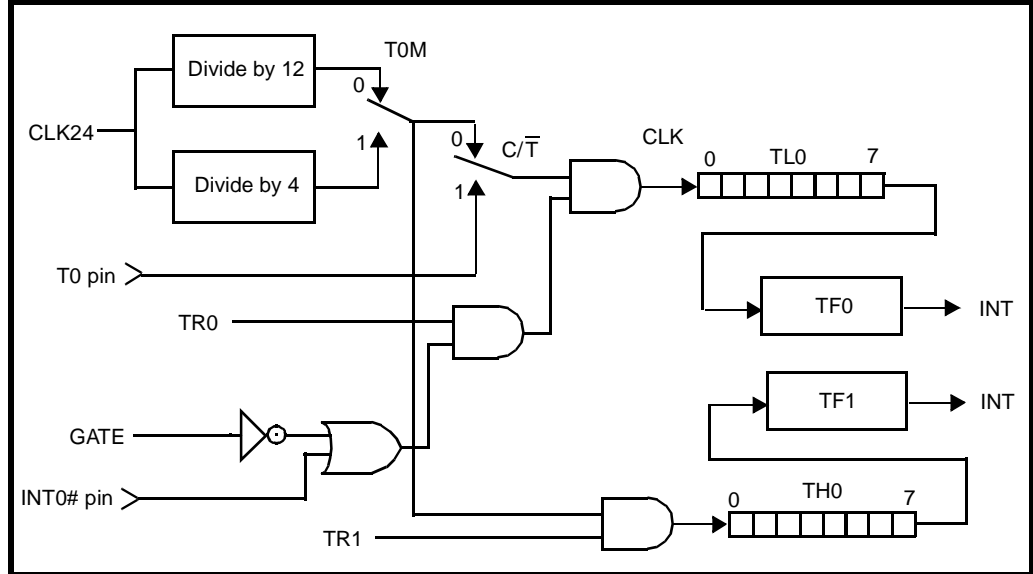 T0M
Divide by 12
0
CLK24
1
0
C/T̅
CLK
0 TL0 7
Divide by 4
1
T0 pin
TR0
TF0
INT
TF1
INT
GATE
INT0# pin
0 TH0 7
TR1